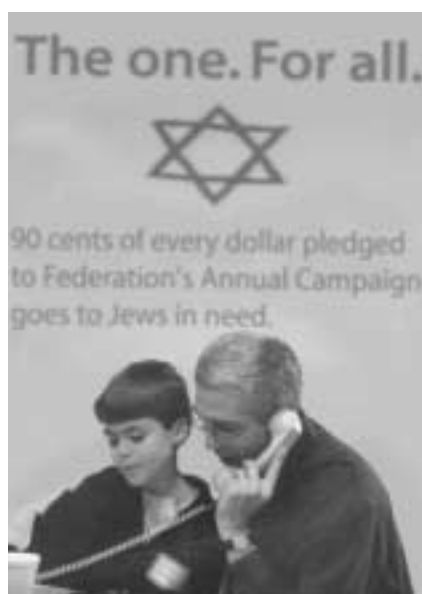 The one. For all.
90 cents of every dollar pledged
to Federation's Annual Campaign
goes to Jews in need.